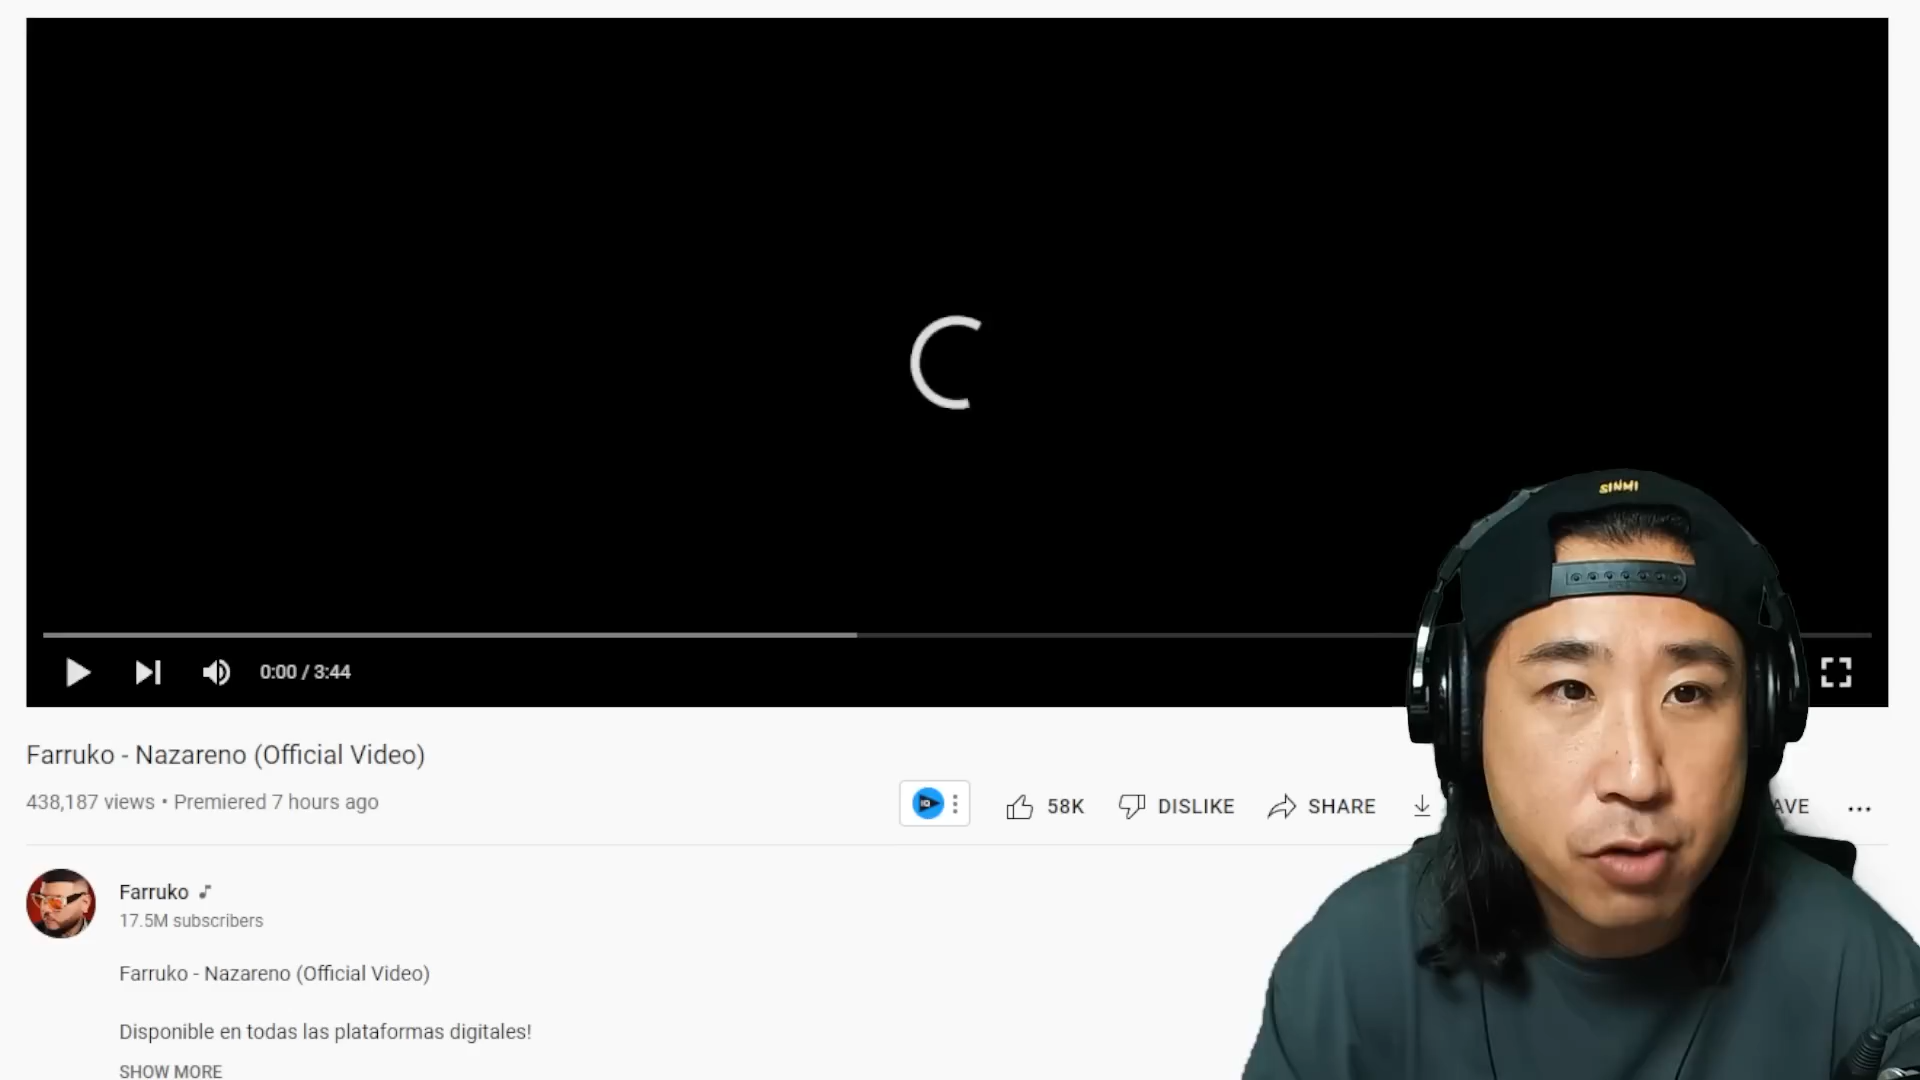 SINMI
0:00 / 3:44
Farruko - Nazareno (Official Video)
438,187 views • Premiered 7 hours ago
IQ
58K
DISLIKE
SHARE
AVE
Farruko
17.5M subscribers
Farruko - Nazareno (Official Video)
Disponible en todas las plataformas digitales!
SHOW MORE